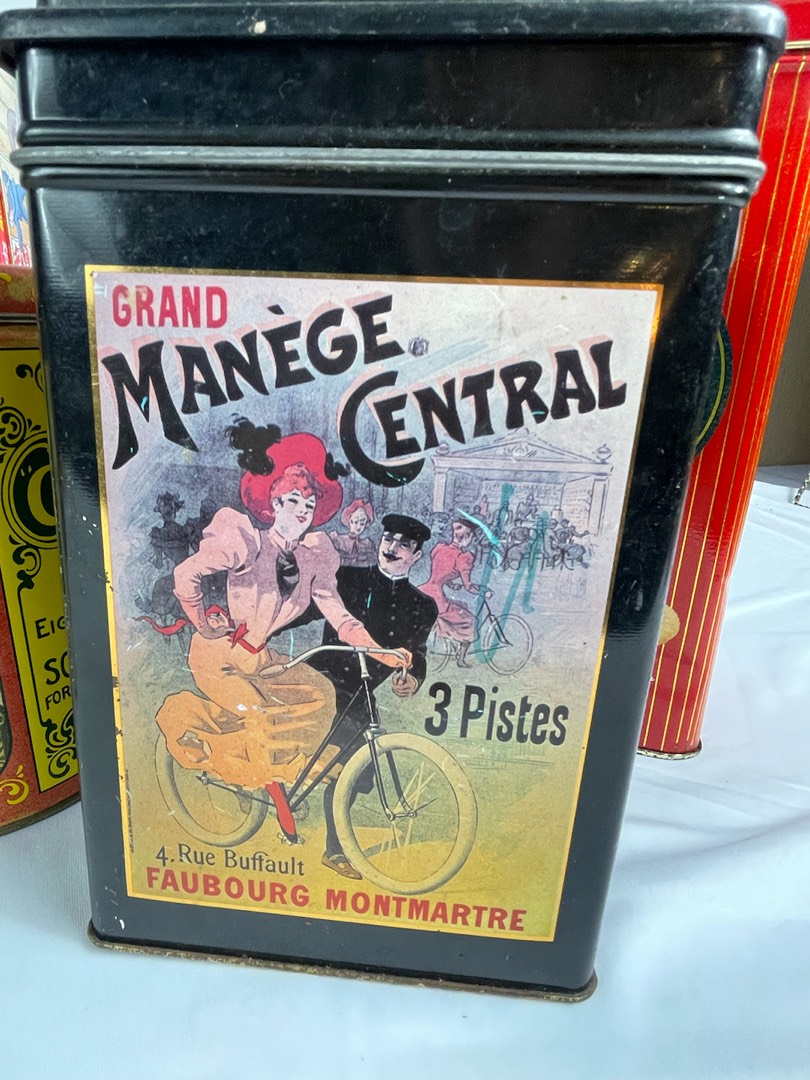 GRAND
MANÈGE
CENTRAL
3 Pistes
4. Rue Buffault
FAUBOURG MONTMARTRE